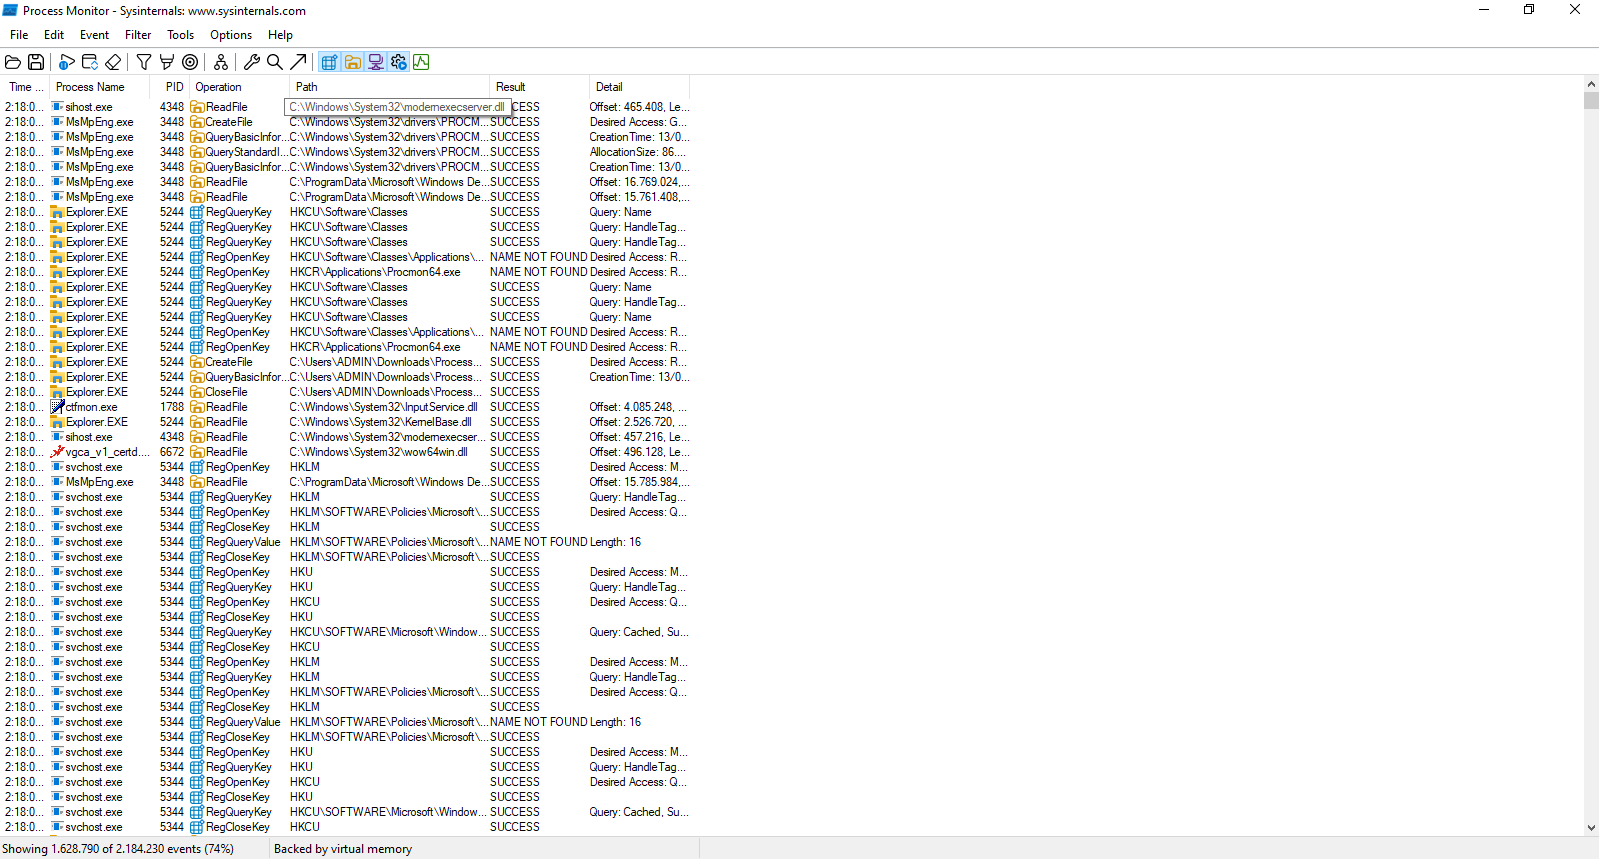 Process Monitor - Sysinternals: www.sysinternals.com
File Edit Event Filter Tools Options Help
Time ... Process Name PID Operation Path Result Detail
2:18:0... sihost.exe 4348 ReadFile C:\Windows\System32\modernexecserver.dll CESS Offset: 465.408, Le...
2:18:0... MsMpEng.exe 3448 CreateFile C:\Windows\System32\drivers\PROCM... SUCCESS Desired Access: G...
2:18:0... MsMpEng.exe 3448 QueryBasicInfor... C:\Windows\System32\drivers\PROCM... SUCCESS CreationTime: 13/0...
2:18:0... MsMpEng.exe 3448 QueryStandardI... C:\Windows\System32\drivers\PROCM... SUCCESS AllocationSize: 86....
2:18:0... MsMpEng.exe 3448 QueryBasicInfor... C:\Windows\System32\drivers\PROCM... SUCCESS CreationTime: 13/0...
2:18:0... MsMpEng.exe 3448 ReadFile C:\ProgramData\Microsoft\Windows De... SUCCESS Offset: 16.769.024,...
2:18:0... MsMpEng.exe 3448 ReadFile C:\ProgramData\Microsoft\Windows De... SUCCESS Offset: 15.761.408,...
2:18:0... Explorer.EXE 5244 RegQueryKey HKCU\Software\Classes SUCCESS Query: Name
2:18:0... Explorer.EXE 5244 RegQueryKey HKCU\Software\Classes SUCCESS Query: HandleTag...
2:18:0... Explorer.EXE 5244 RegQueryKey HKCU\Software\Classes SUCCESS Query: HandleTag...
2:18:0... Explorer.EXE 5244 RegOpenKey HKCU\Software\Classes\Applications\... NAME NOT FOUND Desired Access: R...
2:18:0... Explorer.EXE 5244 RegOpenKey HKCR\Applications\Procmon64.exe NAME NOT FOUND Desired Access: R...
2:18:0... Explorer.EXE 5244 RegQueryKey HKCU\Software\Classes SUCCESS Query: Name
2:18:0... Explorer.EXE 5244 RegQueryKey HKCU\Software\Classes SUCCESS Query: HandleTag...
2:18:0... Explorer.EXE 5244 RegQueryKey HKCU\Software\Classes SUCCESS Query: Name
2:18:0... Explorer.EXE 5244 RegOpenKey HKCU\Software\Classes\Applications\... NAME NOT FOUND Desired Access: R...
2:18:0... Explorer.EXE 5244 RegOpenKey HKCR\Applications\Procmon64.exe NAME NOT FOUND Desired Access: R...
2:18:0... Explorer.EXE 5244 CreateFile C:\Users\ADMIN\Downloads\Process... SUCCESS Desired Access: R...
2:18:0... Explorer.EXE 5244 QueryBasicInfor... C:\Users\ADMIN\Downloads\Process... SUCCESS CreationTime: 13/0...
2:18:0... Explorer.EXE 5244 CloseFile C:\Users\ADMIN\Downloads\Process... SUCCESS
2:18:0... ctfmon.exe 1788 ReadFile C:\Windows\System32\InputService.dll SUCCESS Offset: 4.085.248, ...
2:18:0... Explorer.EXE 5244 ReadFile C:\Windows\System32\KernelBase.dll SUCCESS Offset: 2.526.720, ...
2:18:0... sihost.exe 4348 ReadFile C:\Windows\System32\modernexecser... SUCCESS Offset: 457.216, Le...
2:18:0... vgca_v1_certd.... 6672 ReadFile C:\Windows\System32\wow64win.dll SUCCESS Offset: 496.128, Le...
2:18:0... svchost.exe 5344 RegOpenKey HKLM SUCCESS Desired Access: M...
2:18:0... MsMpEng.exe 3448 ReadFile C:\ProgramData\Microsoft\Windows De... SUCCESS Offset: 15.785.984,...
2:18:0... svchost.exe 5344 RegQueryKey HKLM SUCCESS Query: HandleTag...
2:18:0... svchost.exe 5344 RegOpenKey HKLM\SOFTWARE\Policies\Microsoft\... SUCCESS Desired Access: Q...
2:18:0... svchost.exe 5344 RegCloseKey HKLM SUCCESS
2:18:0... svchost.exe 5344 RegQueryValue HKLM\SOFTWARE\Policies\Microsoft\... NAME NOT FOUND Length: 16
2:18:0... svchost.exe 5344 RegCloseKey HKLM\SOFTWARE\Policies\Microsoft\... SUCCESS
2:18:0... svchost.exe 5344 RegOpenKey HKU SUCCESS Desired Access: M...
2:18:0... svchost.exe 5344 RegQueryKey HKU SUCCESS Query: HandleTag...
2:18:0... svchost.exe 5344 RegOpenKey HKCU SUCCESS Desired Access: Q...
2:18:0... svchost.exe 5344 RegCloseKey HKU SUCCESS
2:18:0... svchost.exe 5344 RegQueryKey HKCU\SOFTWARE\Microsoft\Window... SUCCESS Query: Cached, Su...
2:18:0... svchost.exe 5344 RegCloseKey HKCU SUCCESS
2:18:0... svchost.exe 5344 RegOpenKey HKLM SUCCESS Desired Access: M...
2:18:0... svchost.exe 5344 RegQueryKey HKLM SUCCESS Query: HandleTag...
2:18:0... svchost.exe 5344 RegOpenKey HKLM\SOFTWARE\Policies\Microsoft\... SUCCESS Desired Access: Q...
2:18:0... svchost.exe 5344 RegCloseKey HKLM SUCCESS
2:18:0... svchost.exe 5344 RegQueryValue HKLM\SOFTWARE\Policies\Microsoft\... NAME NOT FOUND Length: 16
2:18:0... svchost.exe 5344 RegCloseKey HKLM\SOFTWARE\Policies\Microsoft\... SUCCESS
2:18:0... svchost.exe 5344 RegOpenKey HKU SUCCESS Desired Access: M...
2:18:0... svchost.exe 5344 RegQueryKey HKU SUCCESS Query: HandleTag...
2:18:0... svchost.exe 5344 RegOpenKey HKCU SUCCESS Desired Access: Q...
2:18:0... svchost.exe 5344 RegCloseKey HKU SUCCESS
2:18:0... svchost.exe 5344 RegQueryKey HKCU\SOFTWARE\Microsoft\Window... SUCCESS Query: Cached, Su...
2:18:0... svchost.exe 5344 RegCloseKey HKCU SUCCESS
Showing 1.628.790 of 2.184.230 events (74%) Backed by virtual memory